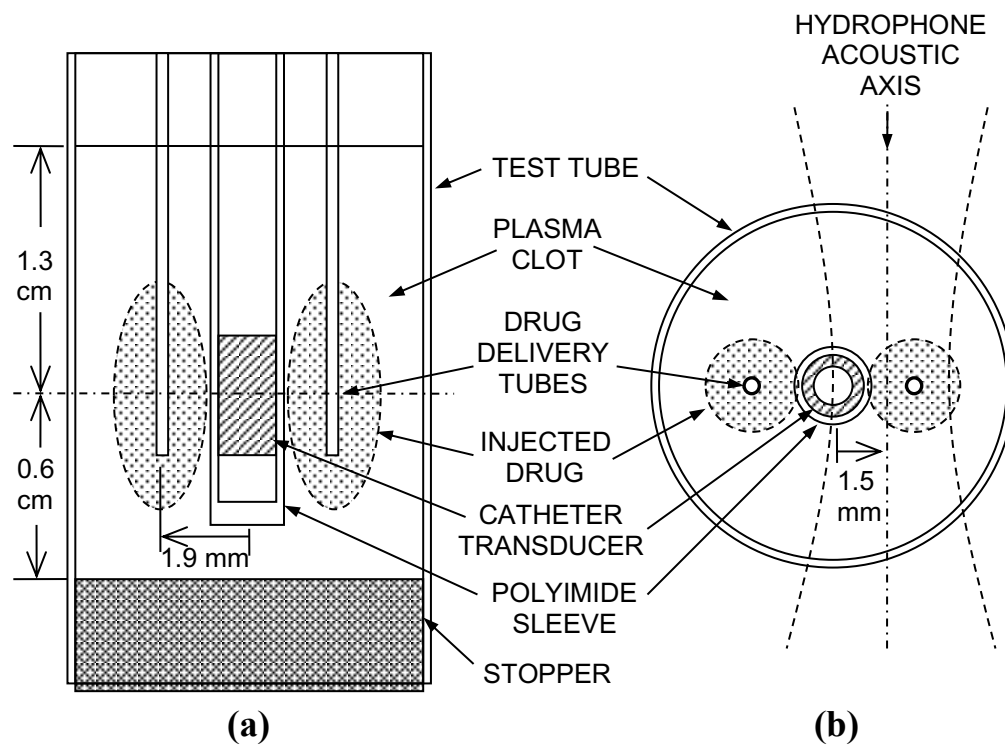 HYDROPHONE
ACOUSTIC
AXIS
TEST TUBE
PLASMA
CLOT
1.3
cm
DRUG
DELIVERY
TUBES
INJECTED
DRUG
0.6
cm
1.5
mm
CATHETER
TRANSDUCER
1.9 mm
POLYIMIDE
SLEEVE
STOPPER
(a)
(b)